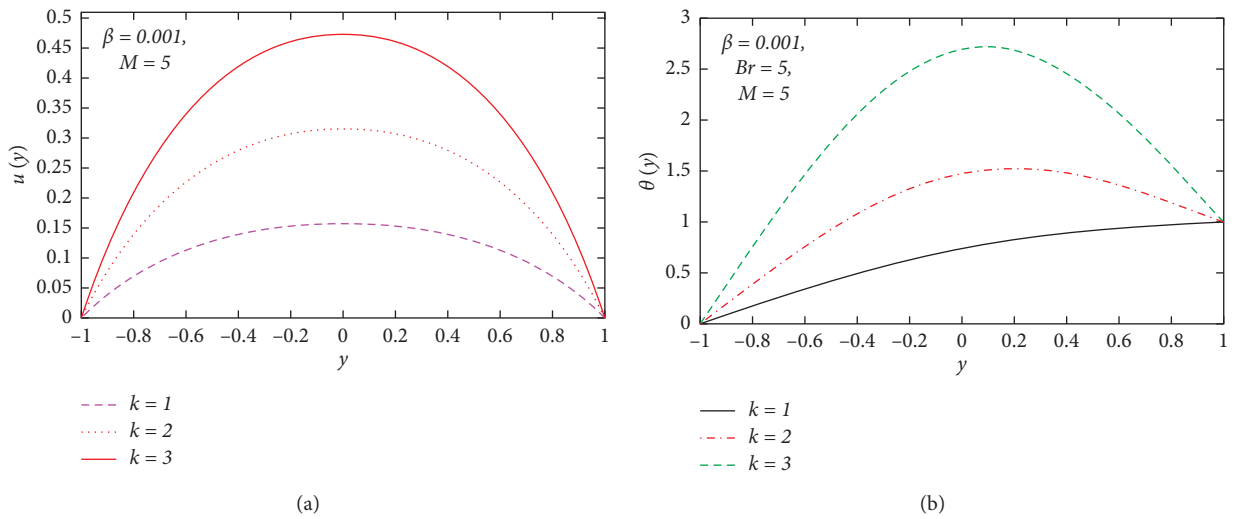 0.5
0.45
0.4
0.35
0.3
0.25
0.2
0.15
0.1
0.05
0
u (y)
β = 0.001,
M = 5
−1 −0.8 −0.6 −0.4 −0.2 0 0.2 0.4 0.6 0.8 1
y
k = 1
k = 2
k = 3
(a)
3
2.5
2
1.5
1
0.5
0
θ (y)
β = 0.001,
Br = 5,
M = 5
−1 −0.8 −0.6 −0.4 −0.2 0 0.2 0.4 0.6 0.8 1
y
k = 1
k = 2
k = 3
(b)